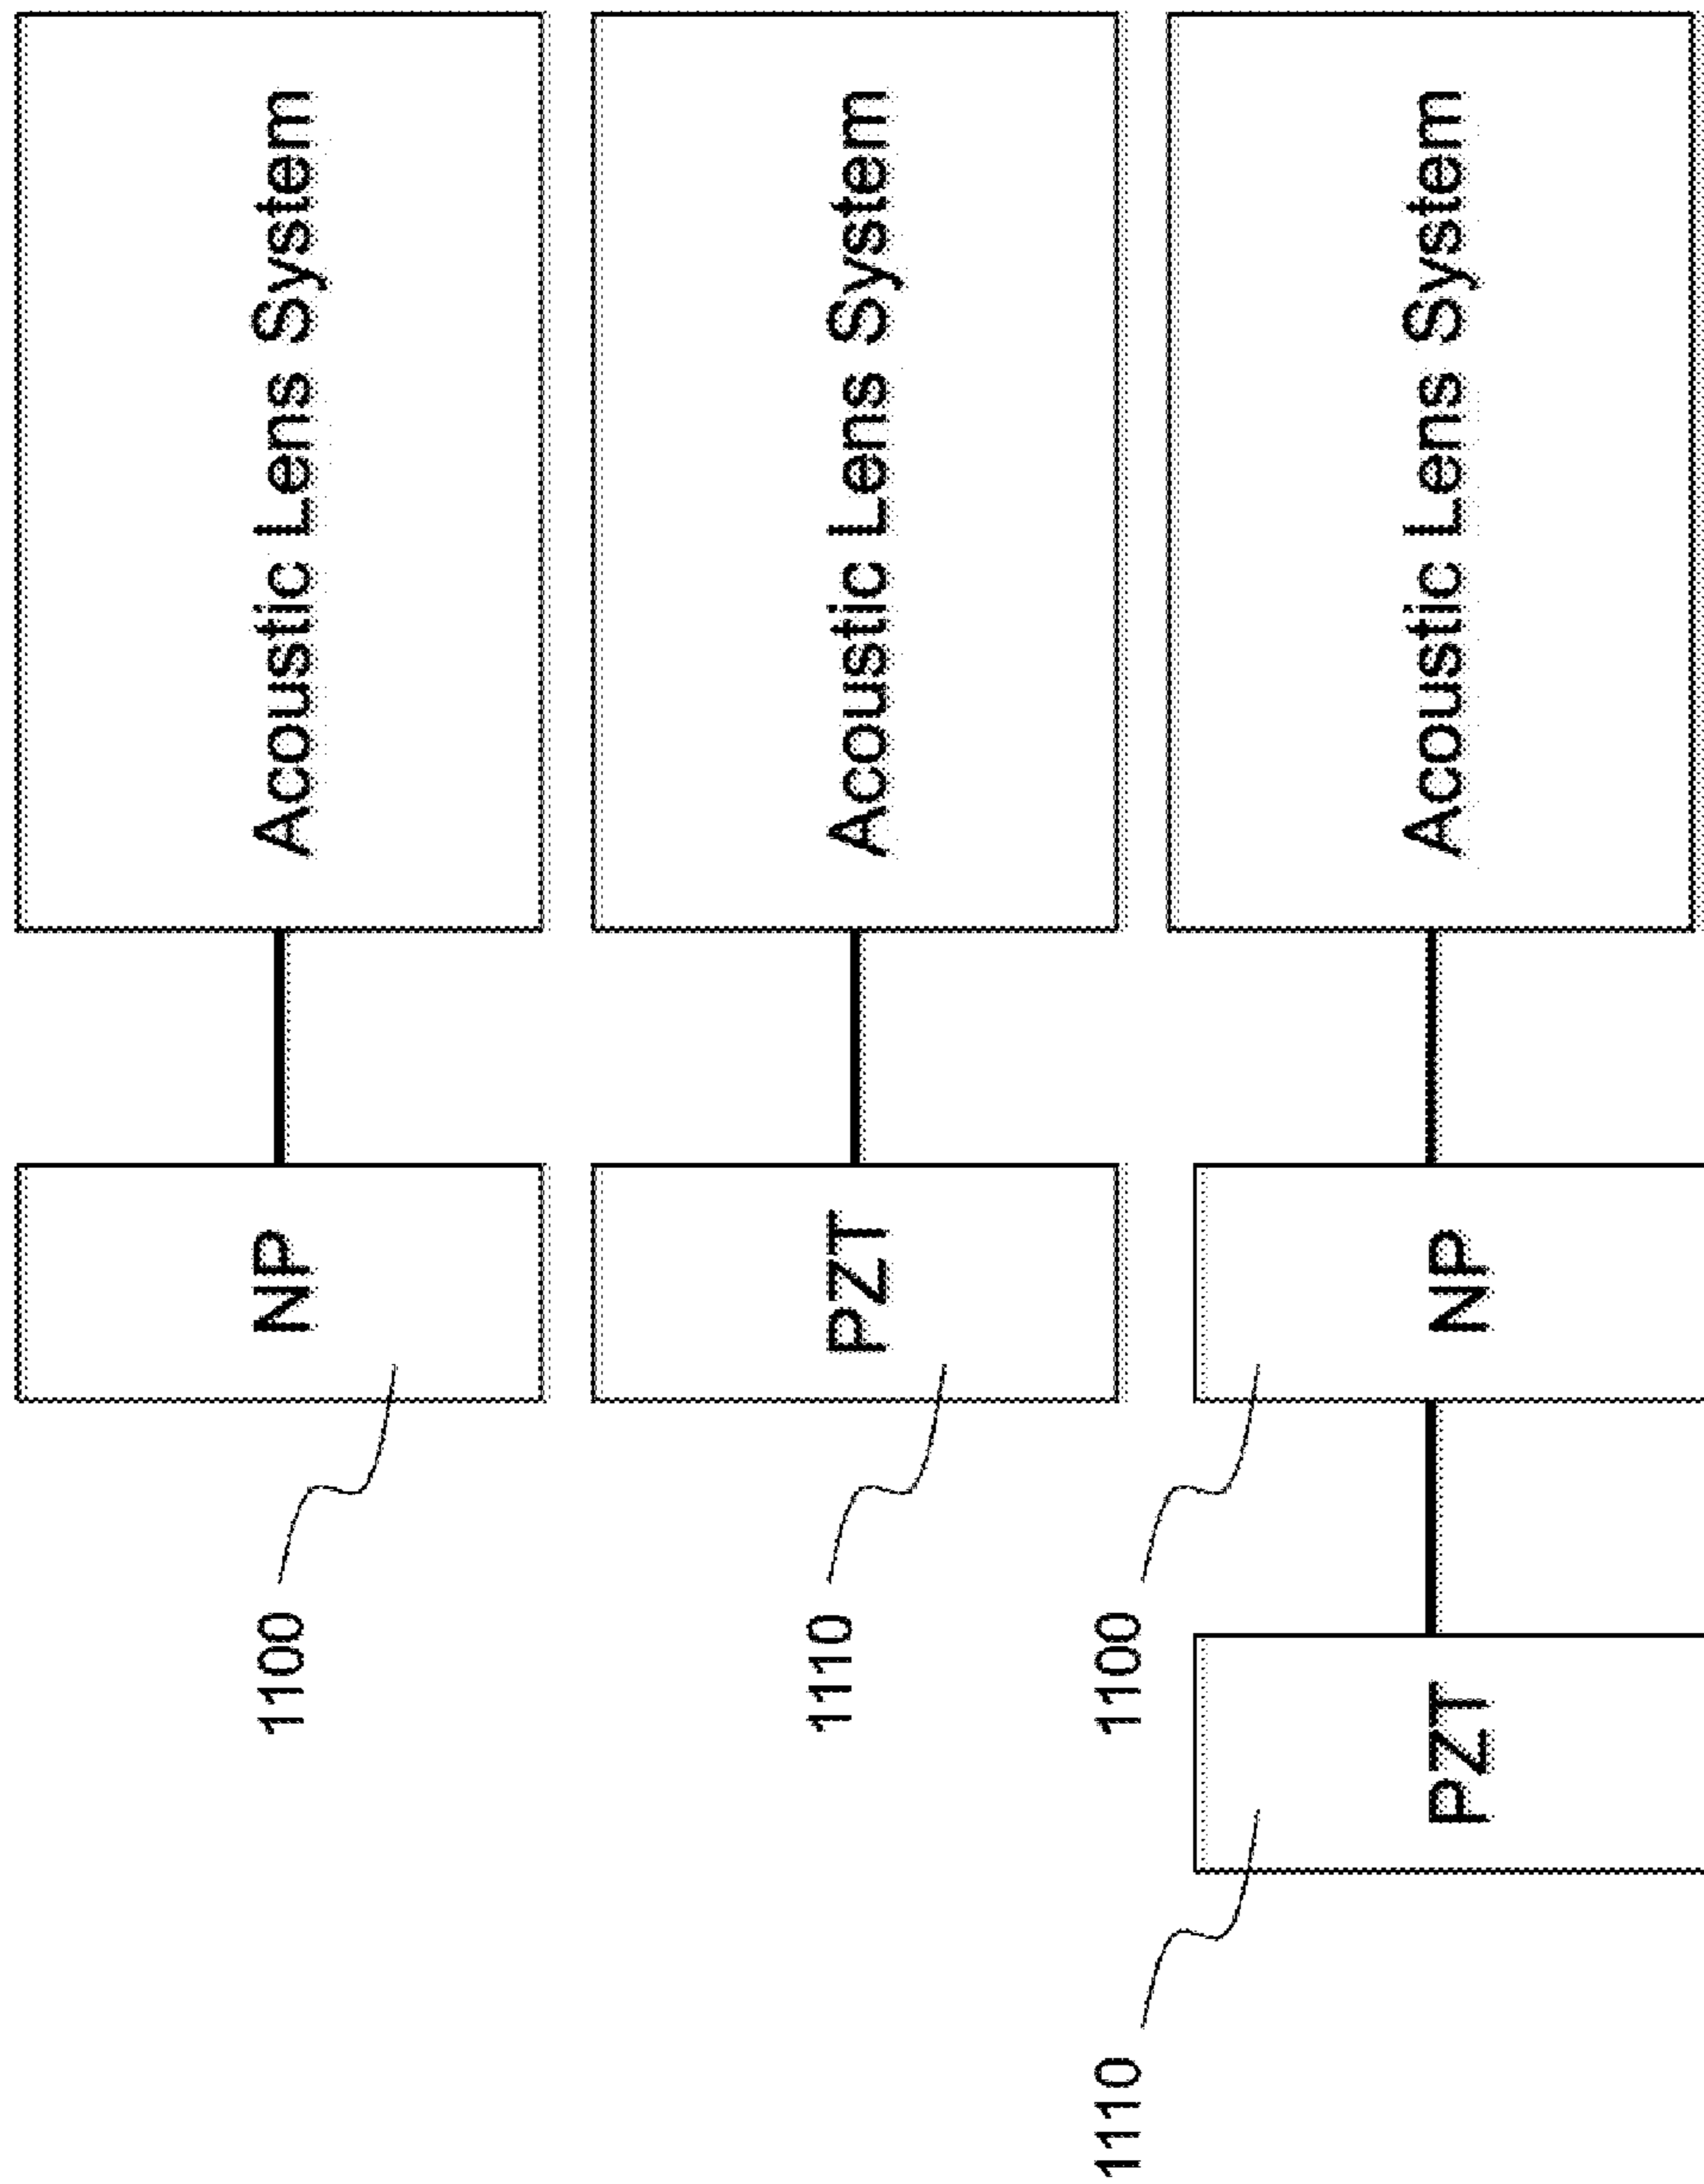 NP
Acoustic Lens System
1100
PZT
Acoustic Lens System
1110
PZT
NP
Acoustic Lens System
1100
1110